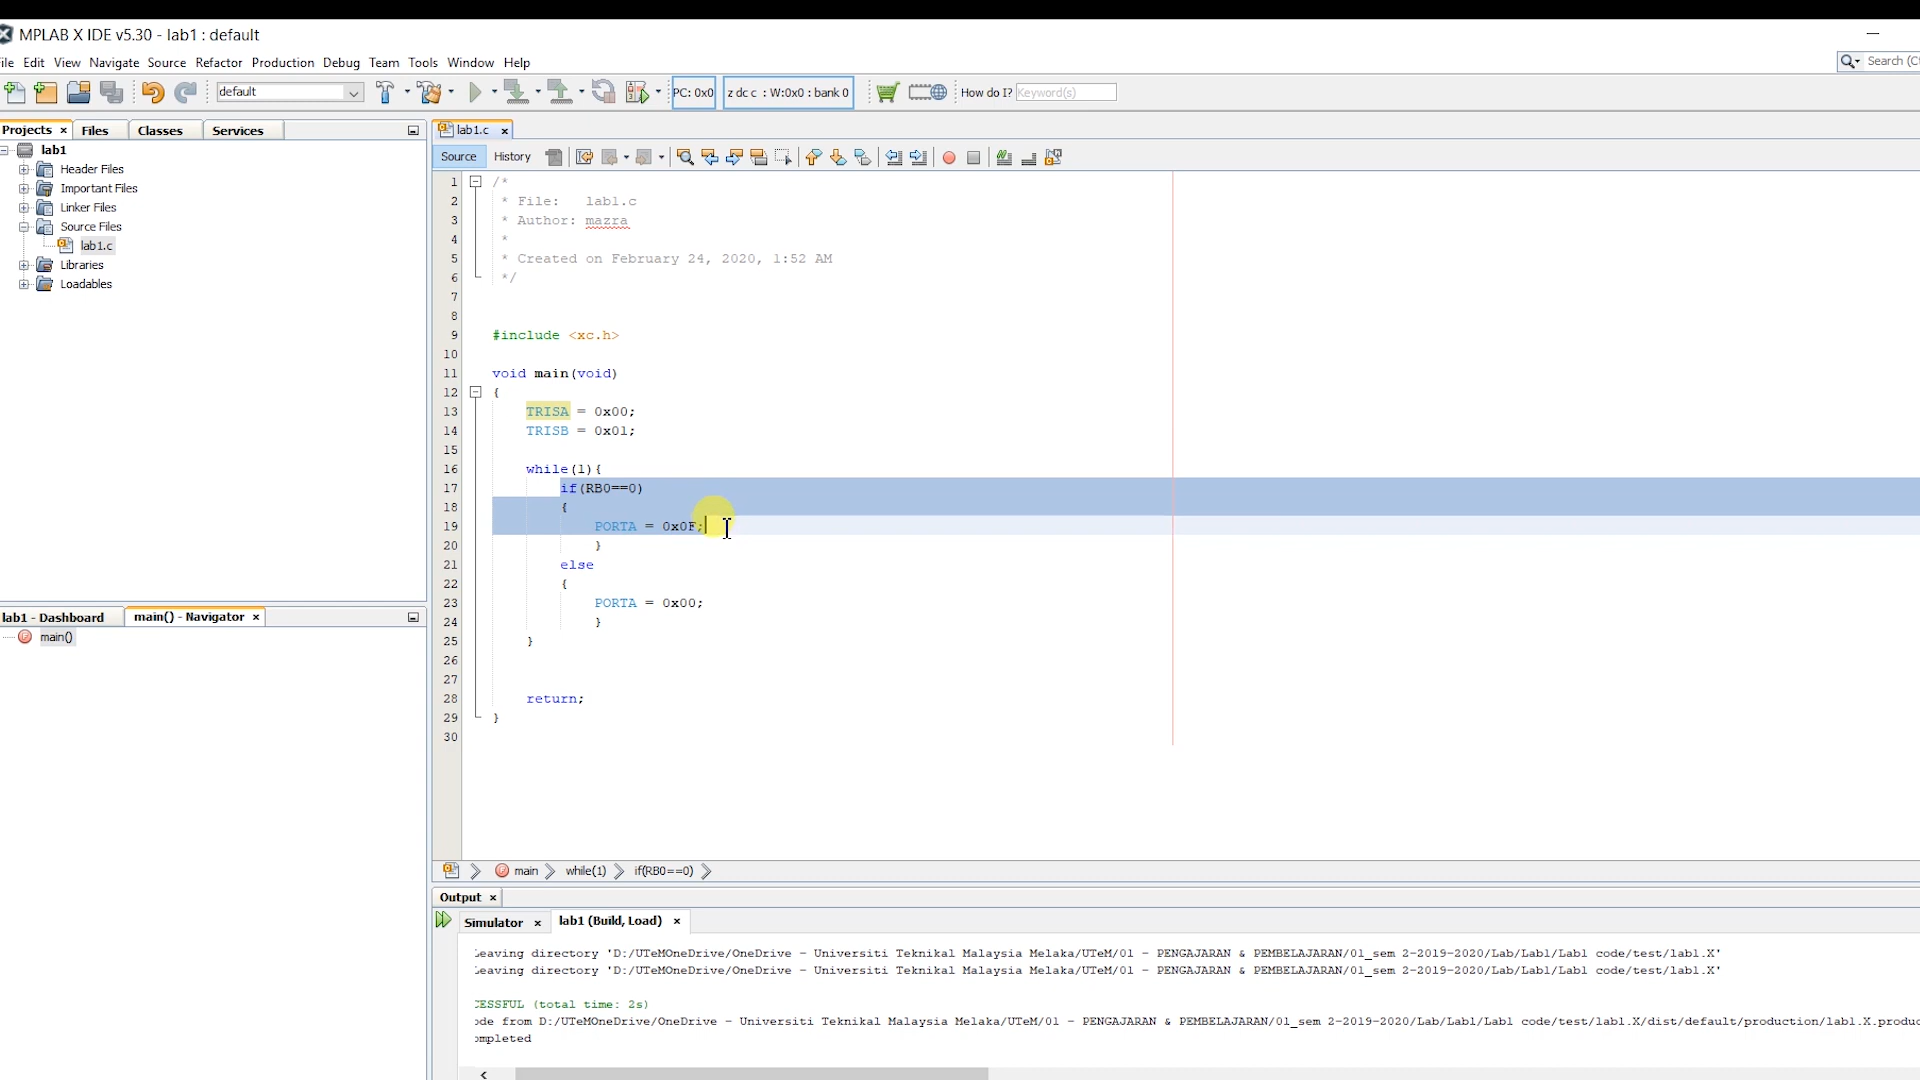 MPLAB X IDE v5.30 - lab1 : default
ile Edit View Navigate Source Refactor Production Debug Team Tools Window Help
Search (Ct
default
PC: 0x0
z dc c : W:0x0 : bank 0
How do I? Keyword(s)
Projects Files Classes Services
lab1.c
lab1
Header Files
Important Files
Linker Files
Source Files
lab1.c
Libraries
Loadables
Source History
1 /*
2 * File: lab1.c
3 * Author: mazra
4 *
5 * Created on February 24, 2020, 1:52 AM
6 */
7
8
9 #include <xc.h>
10
11 void main(void)
12 {
13 TRISA = 0x00;
14 TRISB = 0x01;
15
16 while(1){
17 if(RB0==0)
18 {
19 PORTA = 0x0F;
20 }
21 else
22 {
23 PORTA = 0x00;
24 }
25 }
26
27
28 return;
29 }
30
lab1 - Dashboard main() - Navigator
main()
main while(1) if(RB0==0)
Output
Simulator lab1 (Build, Load)
Leaving directory 'D:/UTeMOneDrive/OneDrive - Universiti Teknikal Malaysia Melaka/UTeM/01 - PENGAJARAN & PEMBELAJARAN/01_sem 2-2019-2020/Lab/Lab1/Lab1 code/test/lab1.X'
Leaving directory 'D:/UTeMOneDrive/OneDrive - Universiti Teknikal Malaysia Melaka/UTeM/01 - PENGAJARAN & PEMBELAJARAN/01_sem 2-2019-2020/Lab/Lab1/Lab1 code/test/lab1.X'
CESSFUL (total time: 2s)
ode from D:/UTeMOneDrive/OneDrive - Universiti Teknikal Malaysia Melaka/UTeM/01 - PENGAJARAN & PEMBELAJARAN/01_sem 2-2019-2020/Lab/Lab1/Lab1 code/test/lab1.X/dist/default/production/lab1.X.produc
ompleted